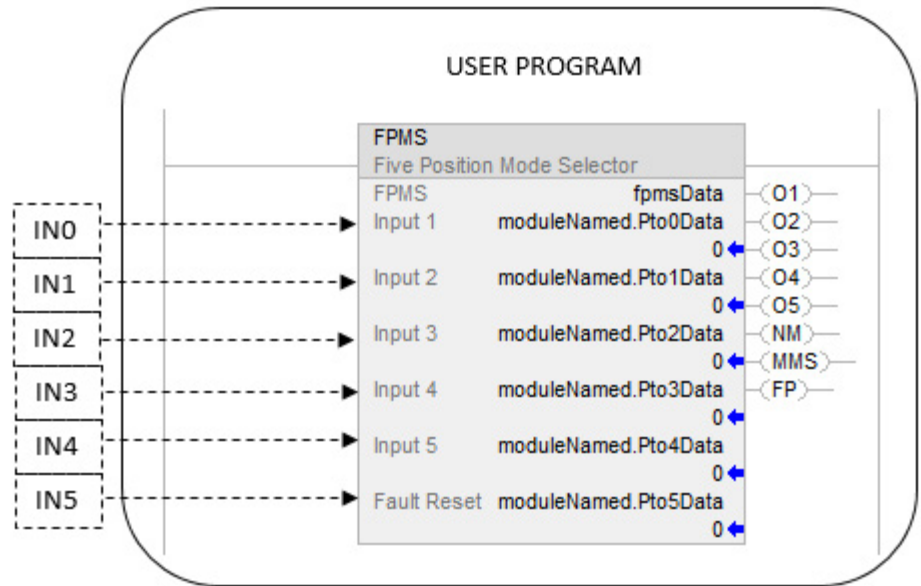 USER PROGRAM
FPMS
Five Position Mode Selector
FPMS fpmsData (O1)
IN0 Input 1 moduleNamed.Pto0Data (O2)
0 (O3)
IN1 Input 2 moduleNamed.Pto1Data (O4)
0 (O5)
IN2 Input 3 moduleNamed.Pto2Data (NM)
0 (MMS)
IN3 Input 4 moduleNamed.Pto3Data (FP)
0
IN4 Input 5 moduleNamed.Pto4Data
0
IN5 Fault Reset moduleNamed.Pto5Data
0